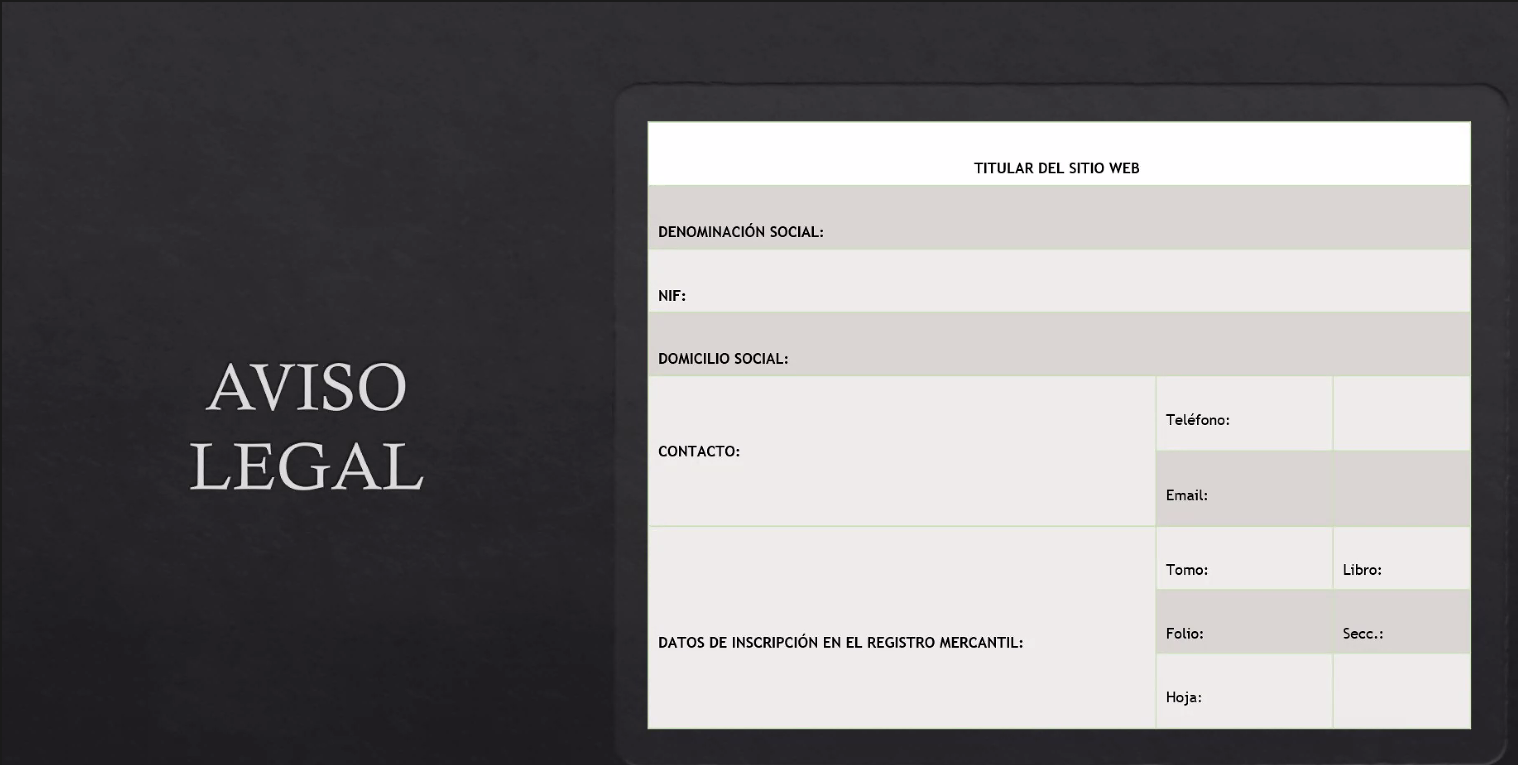 AVISO
LEGAL
TITULAR DEL SITIO WEB
DENOMINACIÓN SOCIAL:
NIF:
DOMICILIO SOCIAL:
CONTACTO:
Teléfono:
Email:
DATOS DE INSCRIPCIÓN EN EL REGISTRO MERCANTIL:
Tomo:
Libro:
Folio:
Secc.:
Hoja: